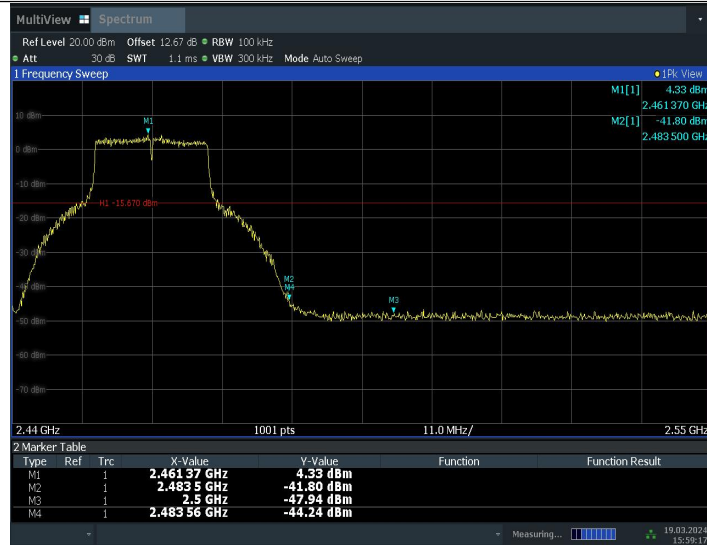 MultiView Spectrum
Ref Level 20.00 dBm Offset 12.67 dB RBW 100 kHz
Att 30 dB SWT 1.1 ms VBW 300 kHz Mode Auto Sweep
1 Frequency Sweep 1Pk View
M1[1] 4.33 dBm
2.461370 GHz
M2[1] -41.80 dBm
2.483500 GHz
10 dBm
M1
0 dBm
-10 dBm
H1 -15.670 dBm
-20 dBm
-30 dBm
M2
-40 dBm
M4
M3
-50 dBm
-60 dBm
-70 dBm
2.44 GHz 1001 pts 11.0 MHz/ 2.55 GHz
2 Marker Table
Type Ref Trc X-Value Y-Value Function Function Result
M1 1 2.461 37 GHz 4.33 dBm
M2 1 2.483 5 GHz -41.80 dBm
M3 1 2.5 GHz -47.94 dBm
M4 1 2.483 56 GHz -44.24 dBm
Measuring... 19.03.2024
15:59:17